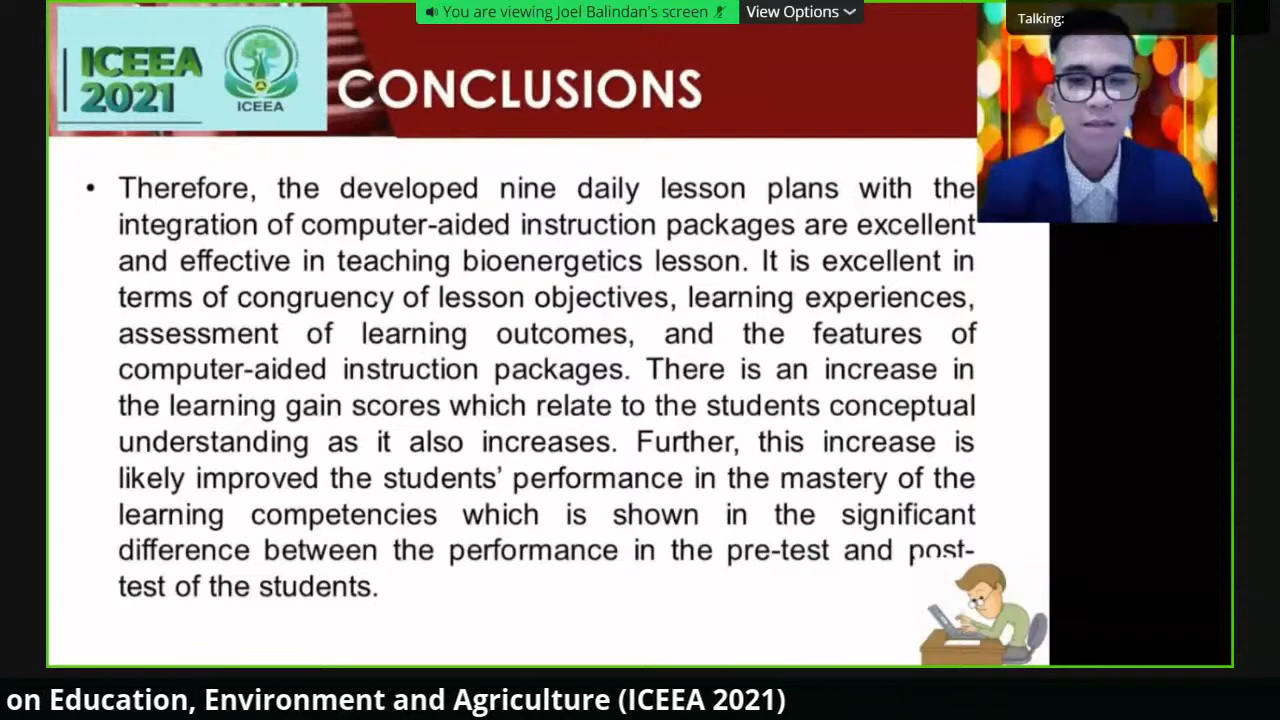 You are viewing Joel Balindan's screen
View Options
Talking:
ICEEA
2021
ICEEA
CONCLUSIONS
• Therefore, the developed nine daily lesson plans with the
integration of computer-aided instruction packages are excellent
and effective in teaching bioenergetics lesson. It is excellent in
terms of congruency of lesson objectives, learning experiences,
assessment of learning outcomes, and the features of
computer-aided instruction packages. There is an increase in
the learning gain scores which relate to the students conceptual
understanding as it also increases. Further, this increase is
likely improved the students' performance in the mastery of the
learning competencies which is shown in the significant
difference between the performance in the pre-test and post-
test of the students.
on Education, Environment and Agriculture (ICEEA 2021)